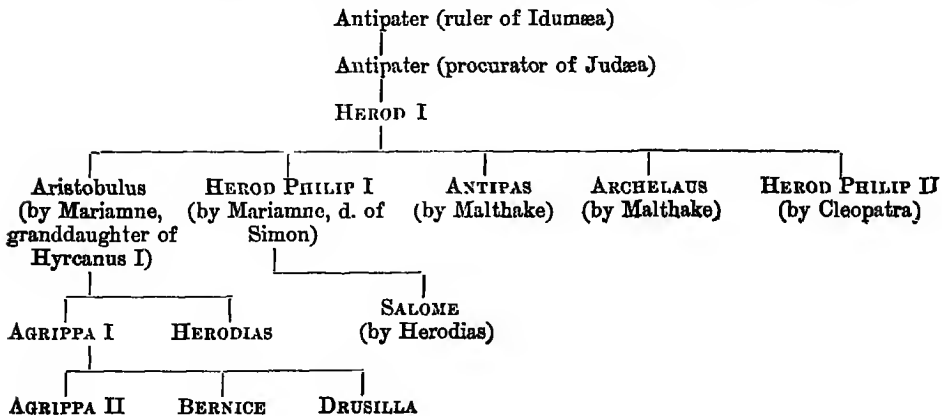 Antipater (ruler of Idumæa)
Antipater (procurator of Judæa)
HEROD I
Aristobulus
(by Mariamne,
granddaughter of
Hyrcanus I)
HEROD PHILIP I
(by Mariamne, d. of
Simon)
ANTIPAS
(by Malthake)
ARCHELAUS
(by Malthake)
HEROD PHILIP II
(by Cleopatra)
AGRIPPA I
HERODIAS
SALOME
(by Herodias)
AGRIPPA II
BERNICE
DRUSILLA